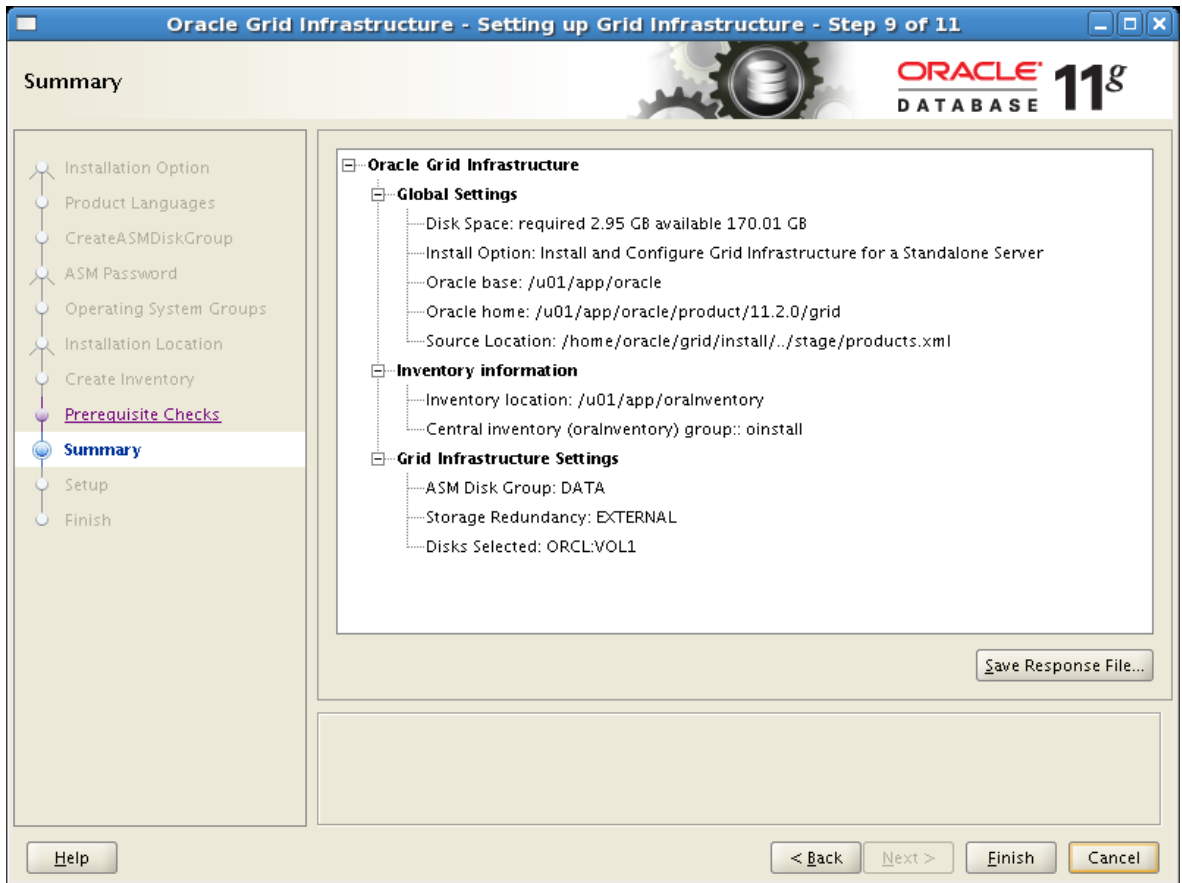 Oracle Grid Infrastructure - Setting up Grid Infrastructure - Step 9 of 11
Summary
ORACLE
DATABASE
11g
Installation Option
Product Languages
CreateASMDiskGroup
ASM Password
Operating System Groups
Installation Location
Create Inventory
Prerequisite Checks
Summary
Setup
Finish
Oracle Grid Infrastructure
Global Settings
Disk Space: required 2.95 GB available 170.01 GB
Install Option: Install and Configure Grid Infrastructure for a Standalone Server
Oracle base: /u01/app/oracle
Oracle home: /u01/app/oracle/product/11.2.0/grid
Source Location: /home/oracle/grid/install/../stage/products.xml
Inventory information
Inventory location: /u01/app/oraInventory
Central inventory (oraInventory) group:: oinstall
Grid Infrastructure Settings
ASM Disk Group: DATA
Storage Redundancy: EXTERNAL
Disks Selected: ORCL:VOL1
Save Response File...
Help
< Back
Next >
Finish
Cancel